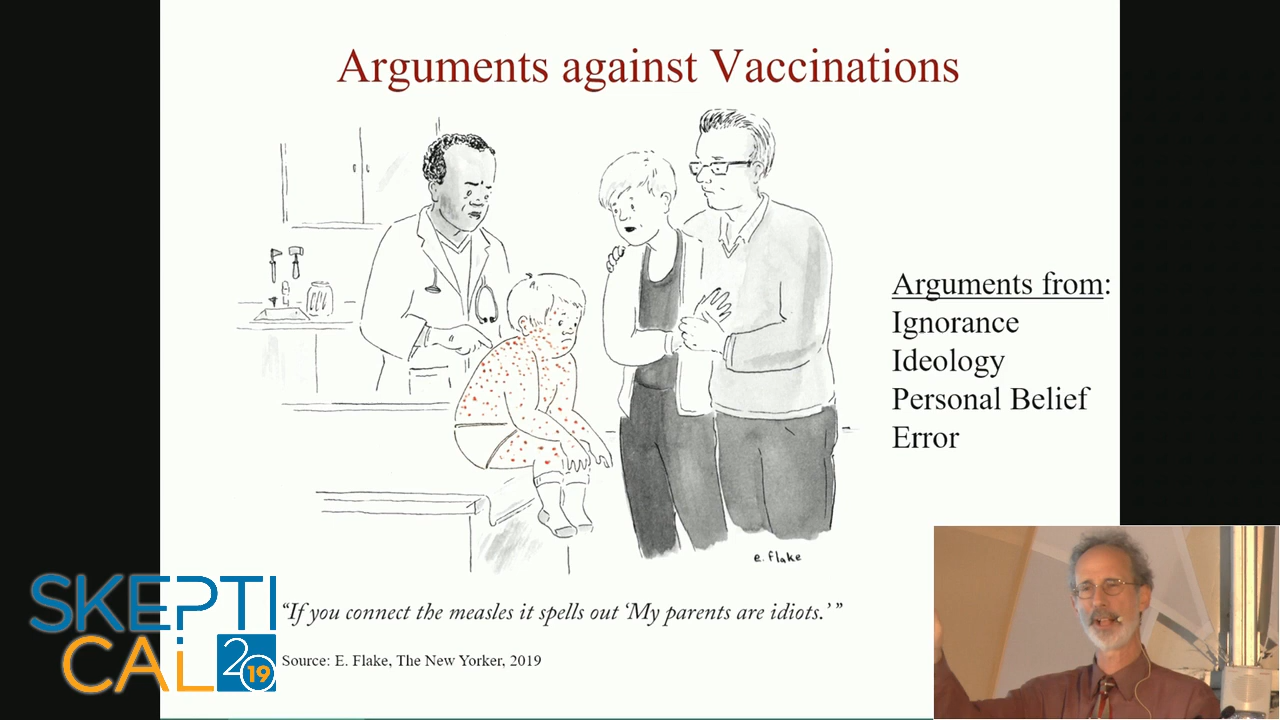 Arguments against Vaccinations
Arguments from:
Ignorance
Ideology
Personal Belief
Error
e. flake
“If you connect the measles it spells out ‘My parents are idiots.’”
Source: E. Flake, The New Yorker, 2019
SKEPTI
CAL 2019